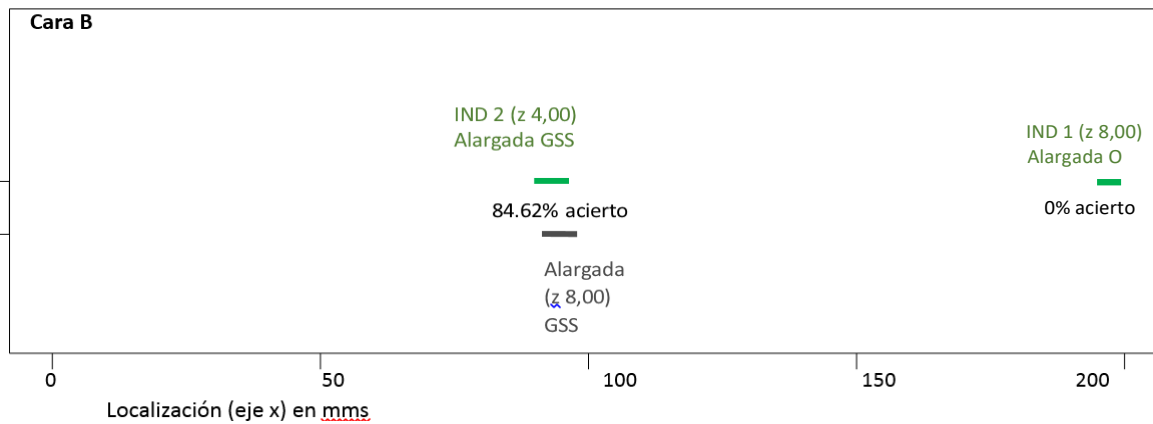 Cara B
IND 2 (z 4,00)
Alargada GSS
IND 1 (z 8,00)
Alargada O
84.62% acierto
0% acierto
Alargada
(z 8,00)
GSS
0 50 100 150 200
Localización (eje x) en mms